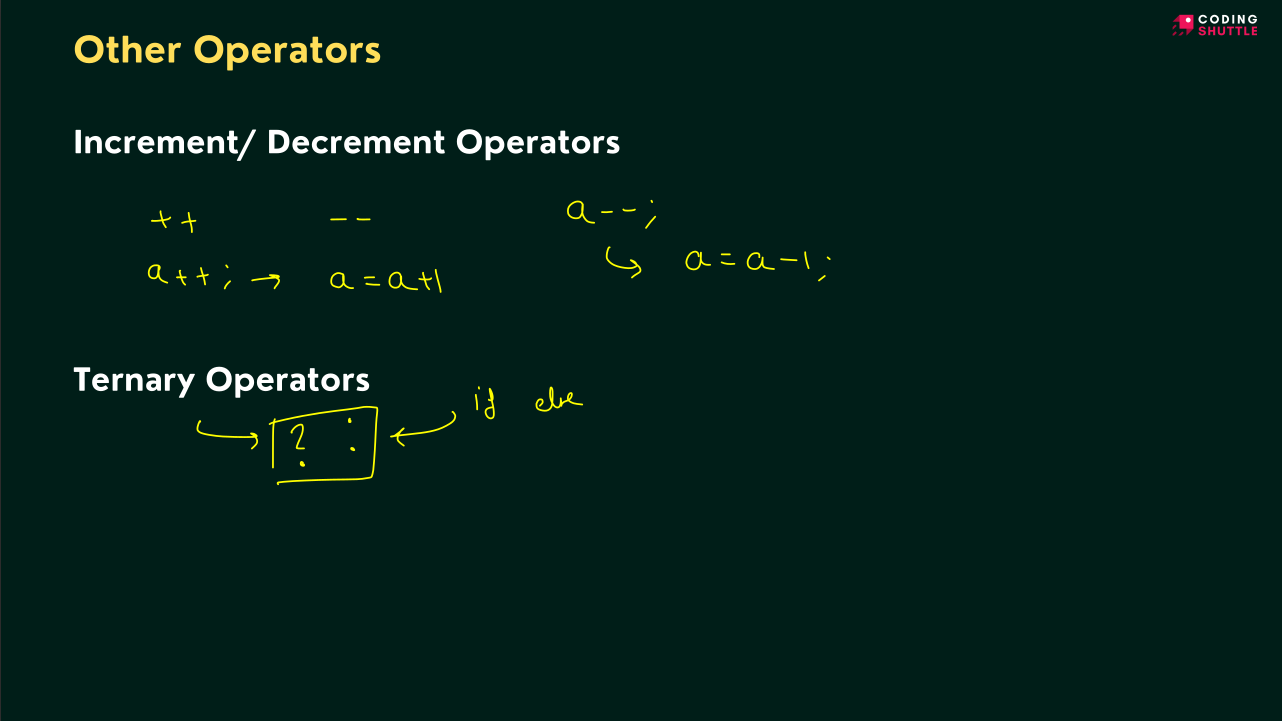 CODING
SHUTTLE
Other Operators
Increment/ Decrement Operators
++ -- a--;
a++; → a=a+1 ↳ a=a-1;
Ternary Operators
if else
? :